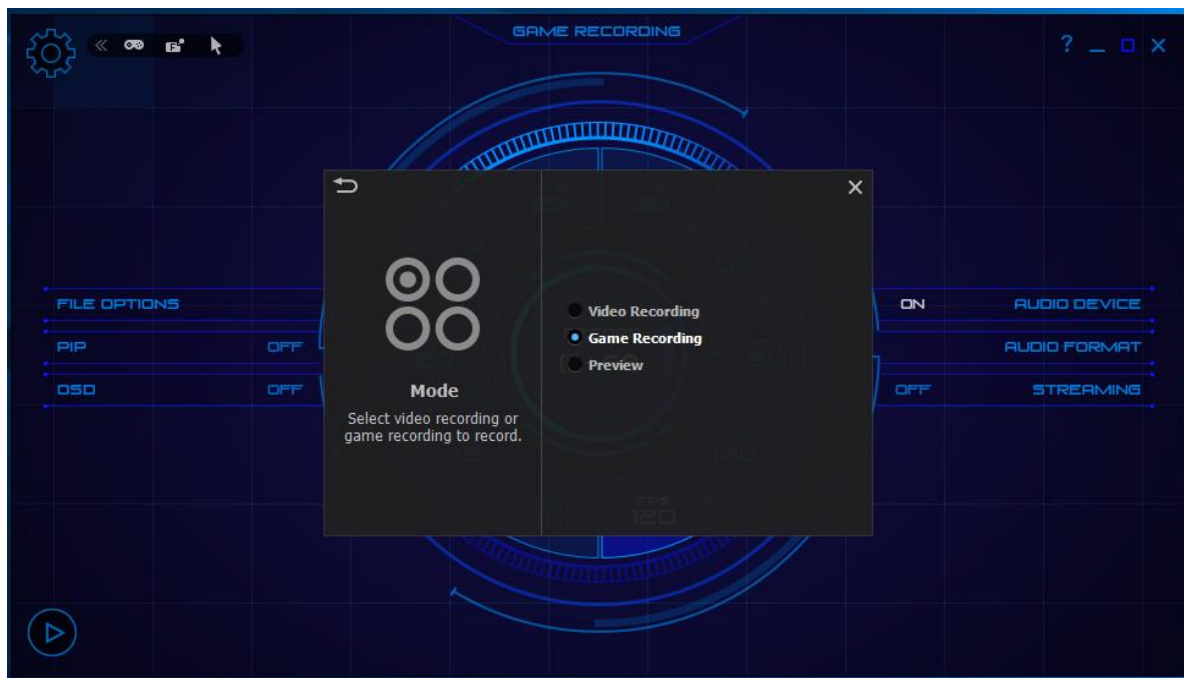 GAME RECORDING
?
FILE OPTIONS
PIP OFF
OSD OFF
Mode
Select video recording or
game recording to record.
Video Recording
Game Recording
Preview
ON AUDIO DEVICE
AUDIO FORMAT
OFF STREAMING
FPS
120